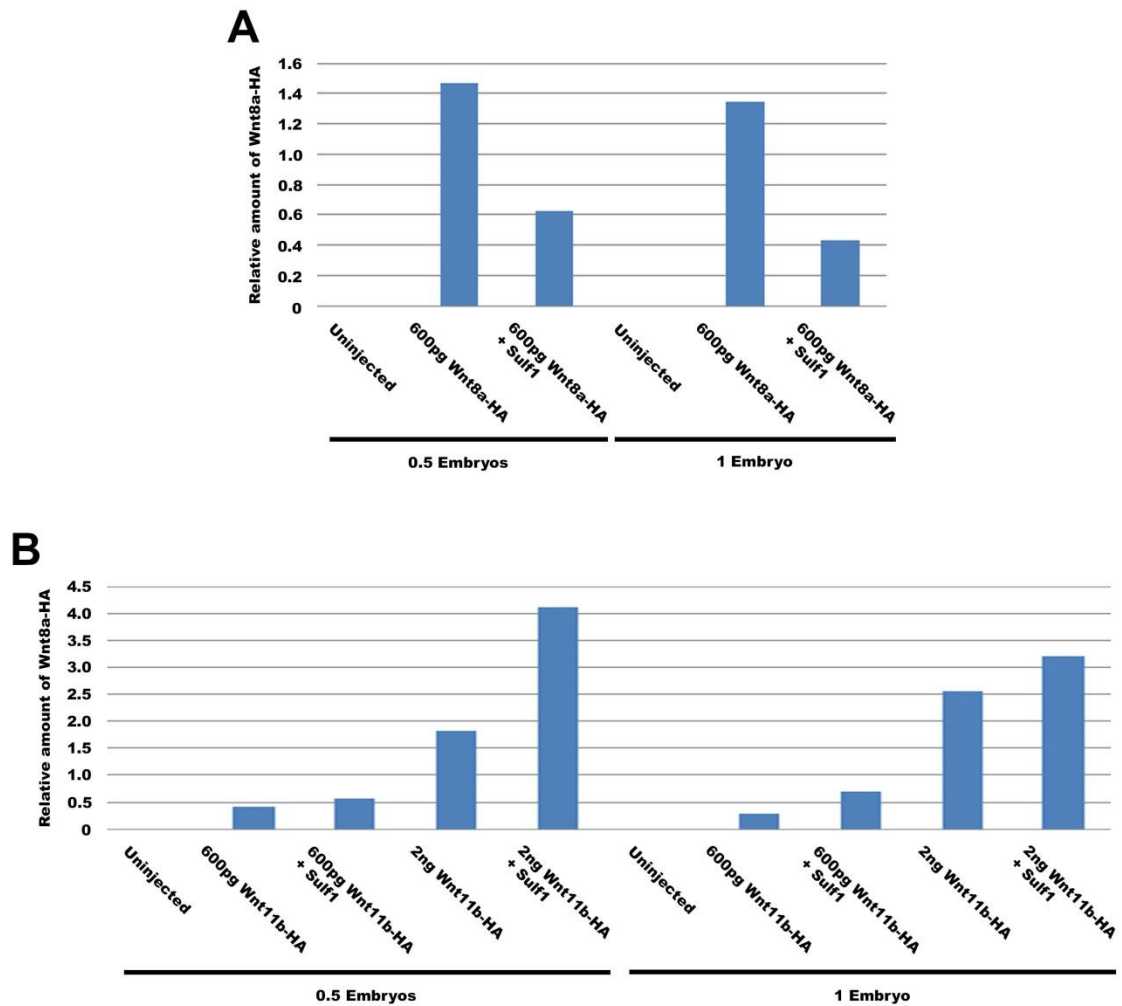 A
Relative amount of Wnt8a-HA
1.6
1.4
1.2
1.0
0.8
0.6
0.4
0.2
0
Uninjected
600pg Wnt8a-HA
600pg Wnt8a-HA
+ Sulf1
Uninjected
600pg Wnt8a-HA
600pg Wnt8a-HA
+ Sulf1
0.5 Embryos
1 Embryo
B
Relative amount of Wnt8a-HA
4.5
4.0
3.5
3.0
2.5
2.0
1.5
1.0
0.5
0
Uninjected
600pg Wnt11b-HA
600pg Wnt11b-HA
+ Sulf1
2ng Wnt11b-HA
2ng Wnt11b-HA
+ Sulf1
Uninjected
600pg Wnt11b-HA
600pg Wnt11b-HA
+ Sulf1
2ng Wnt11b-HA
2ng Wnt11b-HA
+ Sulf1
0.5 Embryos
1 Embryo